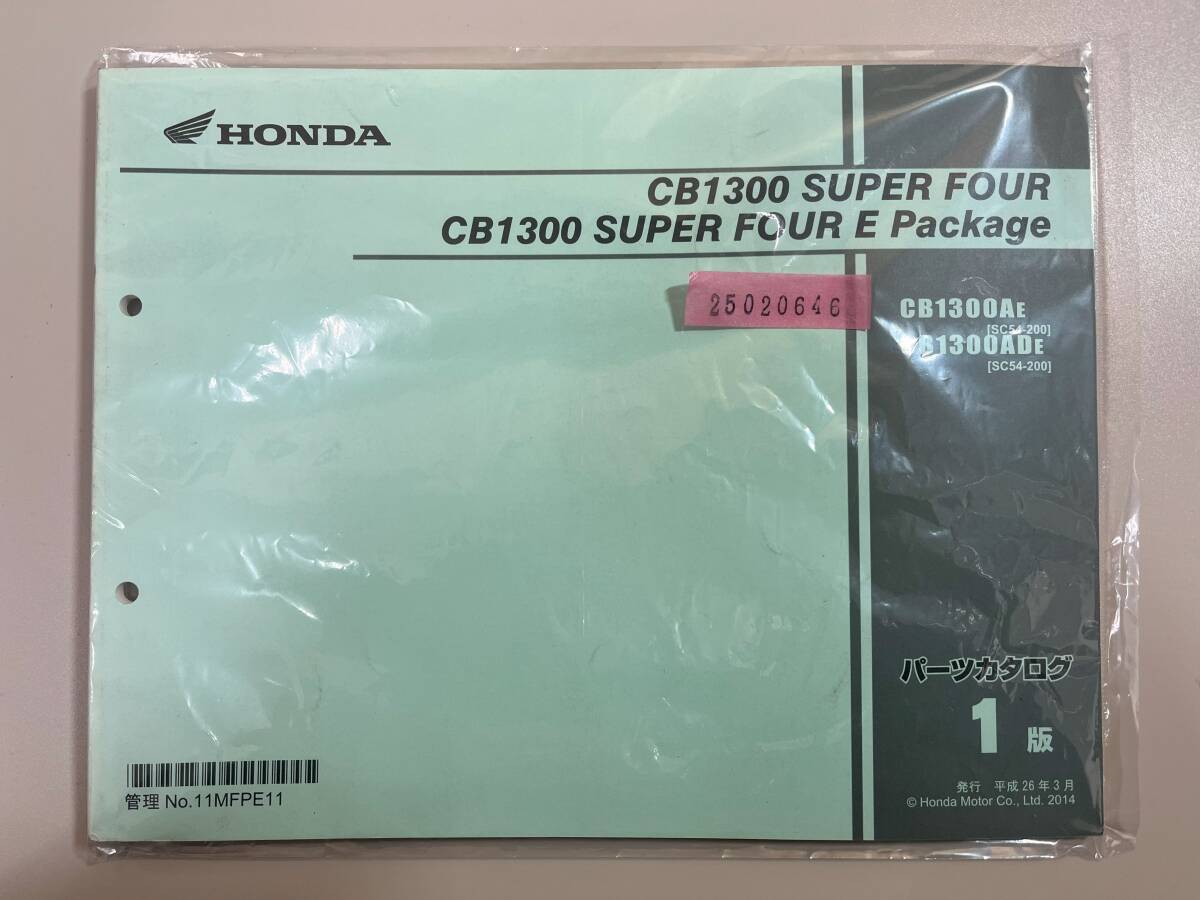 HONDA
CB1300 SUPER FOUR
CB1300 SUPER FOUR E Package
25020646
CB1300AE
[SC54-200]
B1300ADE
[SC54-200]
パーツカタログ
1 版
発行 平成26年3月
© Honda Motor Co., Ltd. 2014
管理 No.11MFPE11